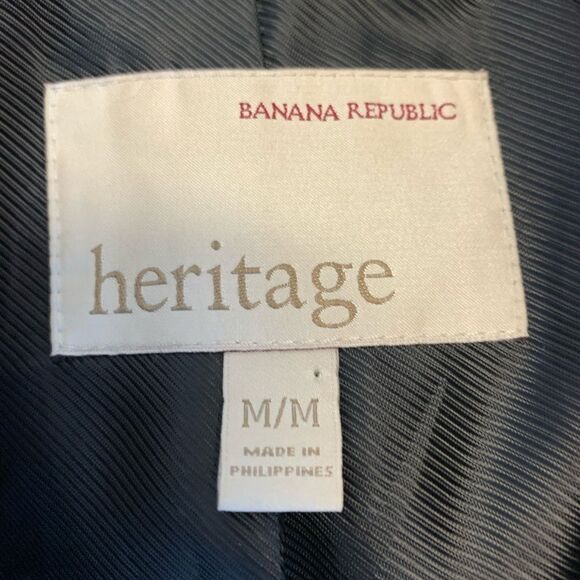 BANANA REPUBLIC
heritage
M/M
MADE IN
PHILIPPINES